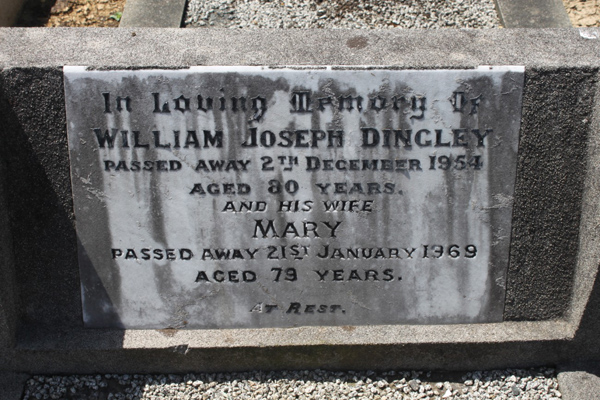 In Loving Memory Of
WILLIAM JOSEPH DINGLEY
PASSED AWAY 2TH DECEMBER 1954
AGED 80 YEARS.
AND HIS WIFE
MARY
PASSED AWAY 21ST JANUARY 1969
AGED 79 YEARS.
AT REST.